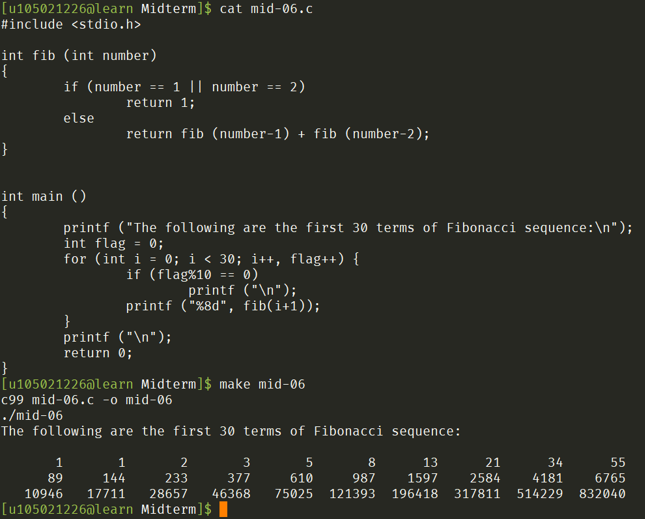 [u105021226@learn Midterm]$ cat mid-06.c
#include <stdio.h>

int fib (int number)
{
        if (number == 1 || number == 2)
                return 1;
        else
                return fib (number-1) + fib (number-2);
}


int main ()
{
        printf ("The following are the first 30 terms of Fibonacci sequence:\n");
        int flag = 0;
        for (int i = 0; i < 30; i++, flag++) {
                if (flag%10 == 0)
                        printf ("\n");
                printf ("%8d", fib(i+1));
        }
        printf ("\n");
        return 0;
}
[u105021226@learn Midterm]$ make mid-06
c99 mid-06.c -o mid-06
./mid-06
The following are the first 30 terms of Fibonacci sequence:

       1       1       2       3       5       8      13      21      34      55
      89     144     233     377     610     987    1597    2584    4181    6765
   10946   17711   28657   46368   75025  121393  196418  317811  514229  832040
[u105021226@learn Midterm]$